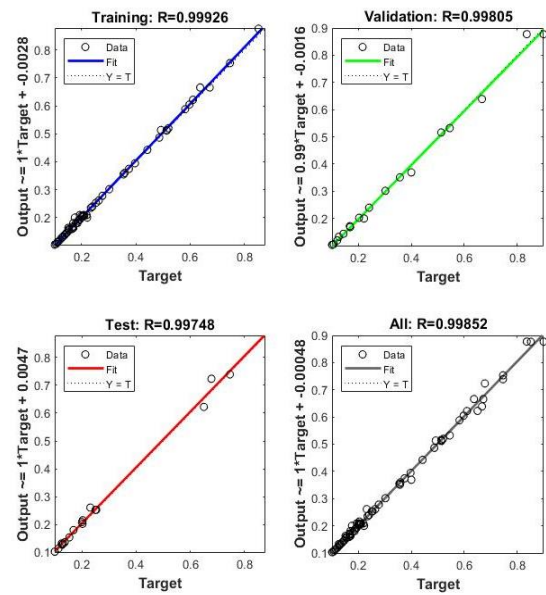 Training: R=0.99926
Output ~= 1*Target + -0.0028
Data
Fit
Y = T
0.8
0.7
0.6
0.5
0.4
0.3
0.2
0.2 0.4 0.6 0.8
Target
Validation: R=0.99805
Output ~= 0.99*Target + -0.0016
Data
Fit
Y = T
0.8
0.7
0.6
0.5
0.4
0.3
0.2
0.2 0.4 0.6 0.8
Target
Test: R=0.99748
Output ~= 1*Target + 0.0047
Data
Fit
Y = T
0.8
0.7
0.6
0.5
0.4
0.3
0.2
0.1
0.2 0.4 0.6 0.8
Target
All: R=0.99852
Output ~= 1*Target + -0.00048
Data
Fit
Y = T
0.9
0.8
0.7
0.6
0.5
0.4
0.3
0.2
0.1
0.2 0.4 0.6 0.8
Target